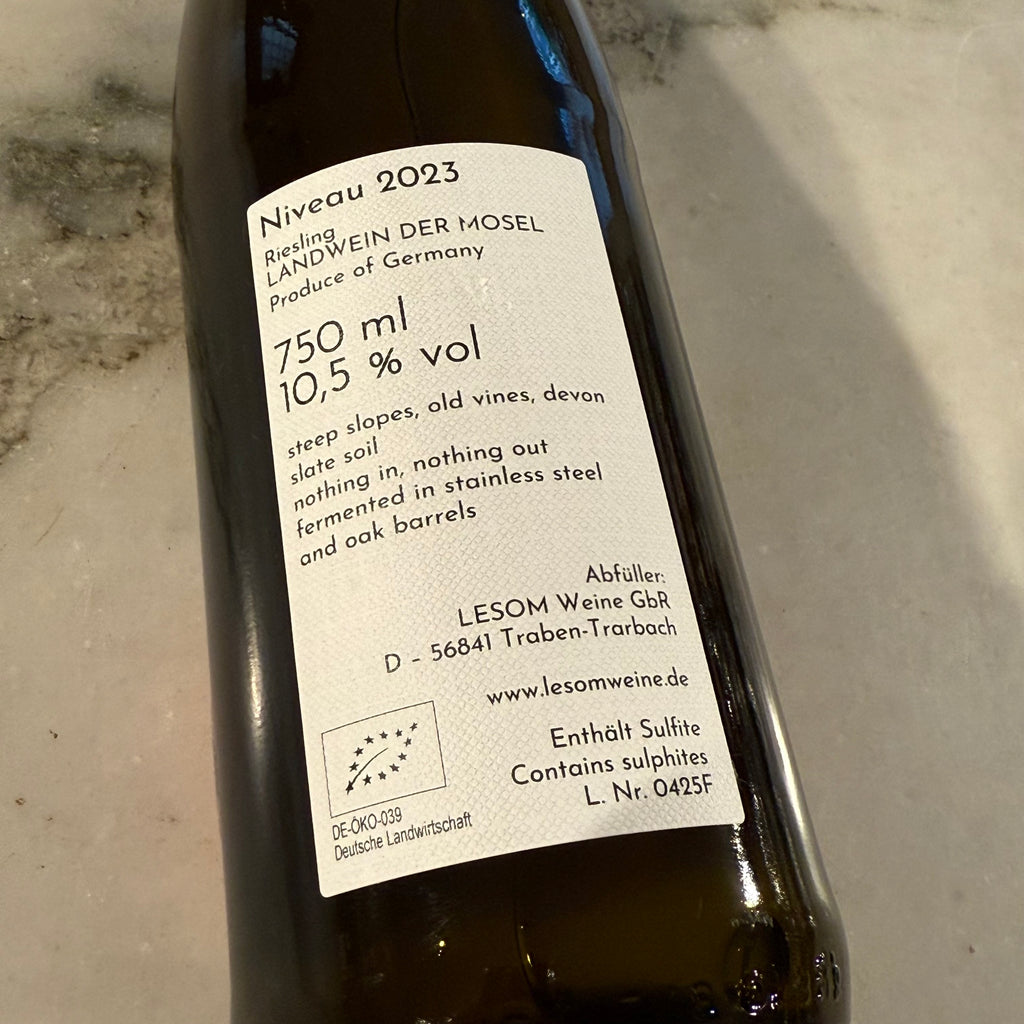 Niveau 2023
Riesling
LANDWEIN DER MOSEL
Produce of Germany
750 ml
10,5 % vol
steep slopes, old vines, devon
slate soil
nothing in, nothing out
fermented in stainless steel
and oak barrels
Abfüller:
LESOM Weine GbR
D - 56841 Traben-Trarbach
www.lesomweine.de
Enthält Sulfite
Contains sulphites
L. Nr. 0425F
DE-ÖKO-039
Deutsche Landwirtschaft